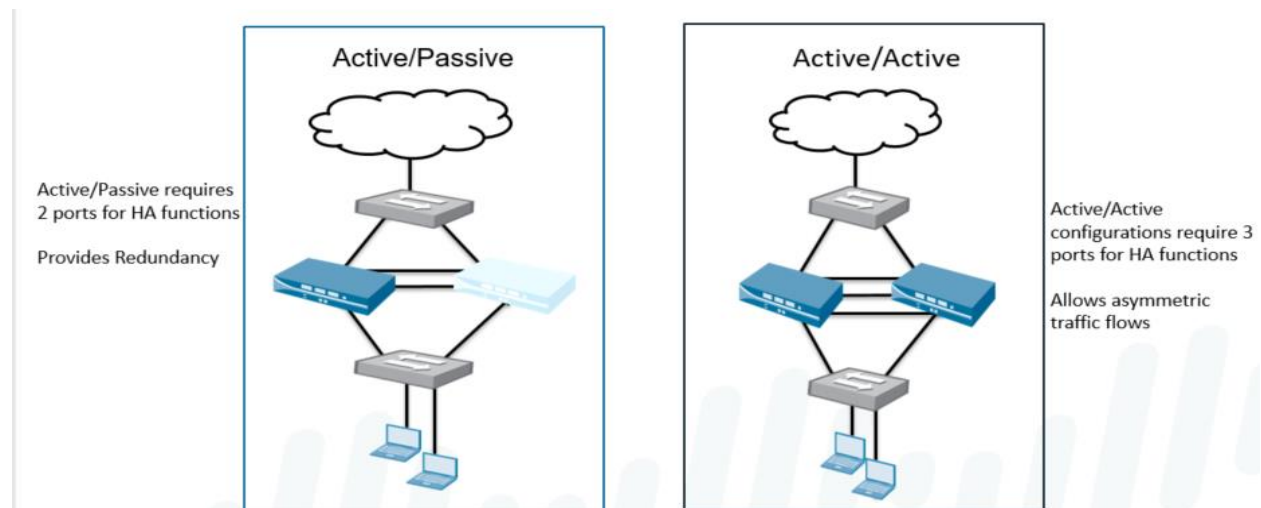 Active/Passive
Active/Passive requires
2 ports for HA functions
Provides Redundancy
Active/Active
Active/Active
configurations require 3
ports for HA functions
Allows asymmetric
traffic flows